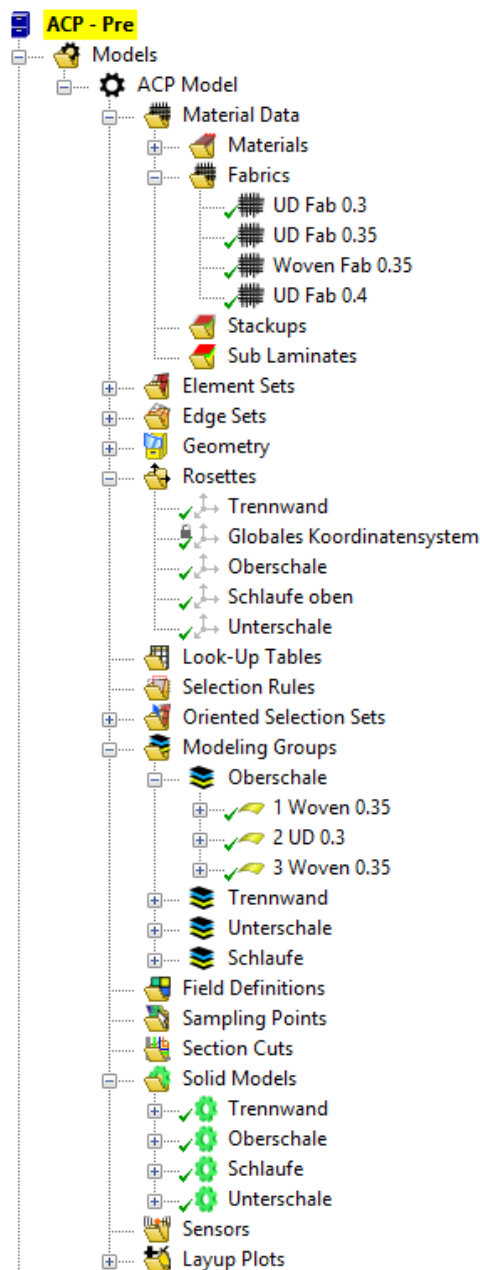 ACP - Pre
Models
ACP Model
Material Data
Materials
Fabrics
UD Fab 0.3
UD Fab 0.35
Woven Fab 0.35
UD Fab 0.4
Stackups
Sub Laminates
Element Sets
Edge Sets
Geometry
Rosettes
Trennwand
Globales Koordinatensystem
Oberschale
Schlaufe oben
Unterschale
Look-Up Tables
Selection Rules
Oriented Selection Sets
Modeling Groups
Oberschale
1 Woven 0.35
2 UD 0.3
3 Woven 0.35
Trennwand
Unterschale
Schlaufe
Field Definitions
Sampling Points
Section Cuts
Solid Models
Trennwand
Oberschale
Schlaufe
Unterschale
Sensors
Layup Plots